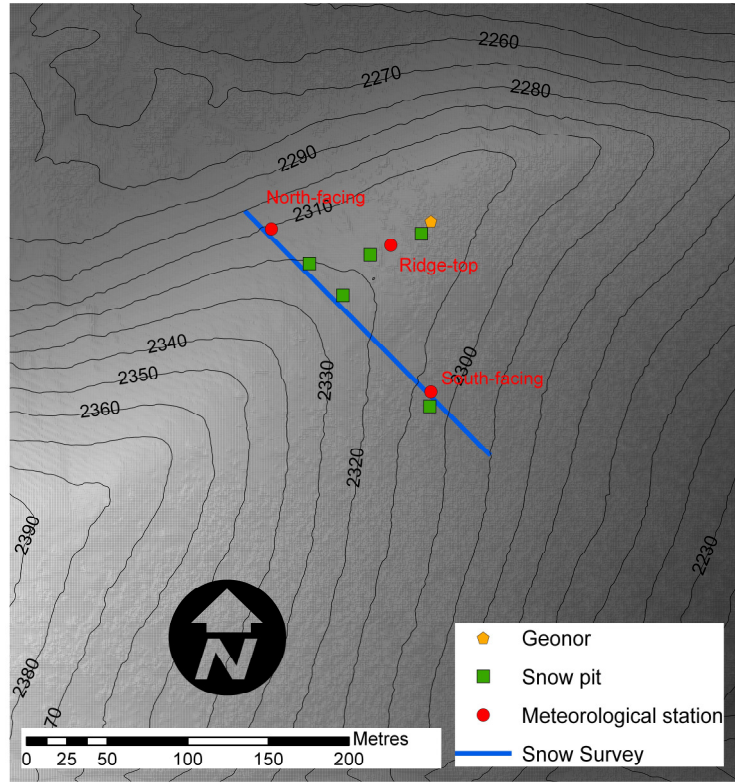 2260
2270
2280
2290
North-facing
2310
Ridge-top
2340
2350
2330
2300
South-facing
2360
2320
2390
2230
2380
70
N
Geonor
Snow pit
Meteorological station
Snow Survey
Metres
0 25 50 100 150 200